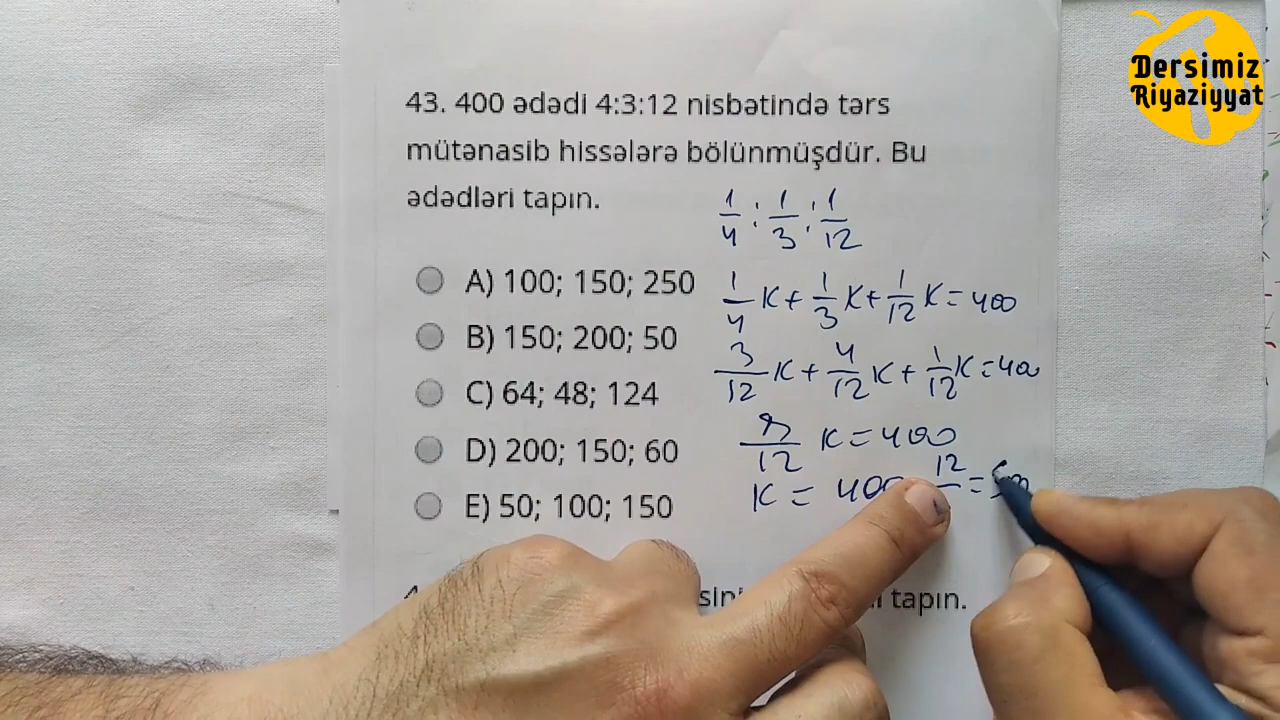 Dersimiz
Riyaziyyat
43. 400 ədədi 4:3:12 nisbətində tərs
mütənasib hissələrə bölünmüşdür. Bu
ədədləri tapın.
1/4 : 1/3 : 1/12
A) 100; 150; 250
B) 150; 200; 50
C) 64; 48; 124
D) 200; 150; 60
E) 50; 100; 150
1/4 K + 1/3 K + 1/12 K = 400
3/12 K + 4/12 K + 1/12 K = 400
8/12 K = 400
K = 400 12 =
tapın.